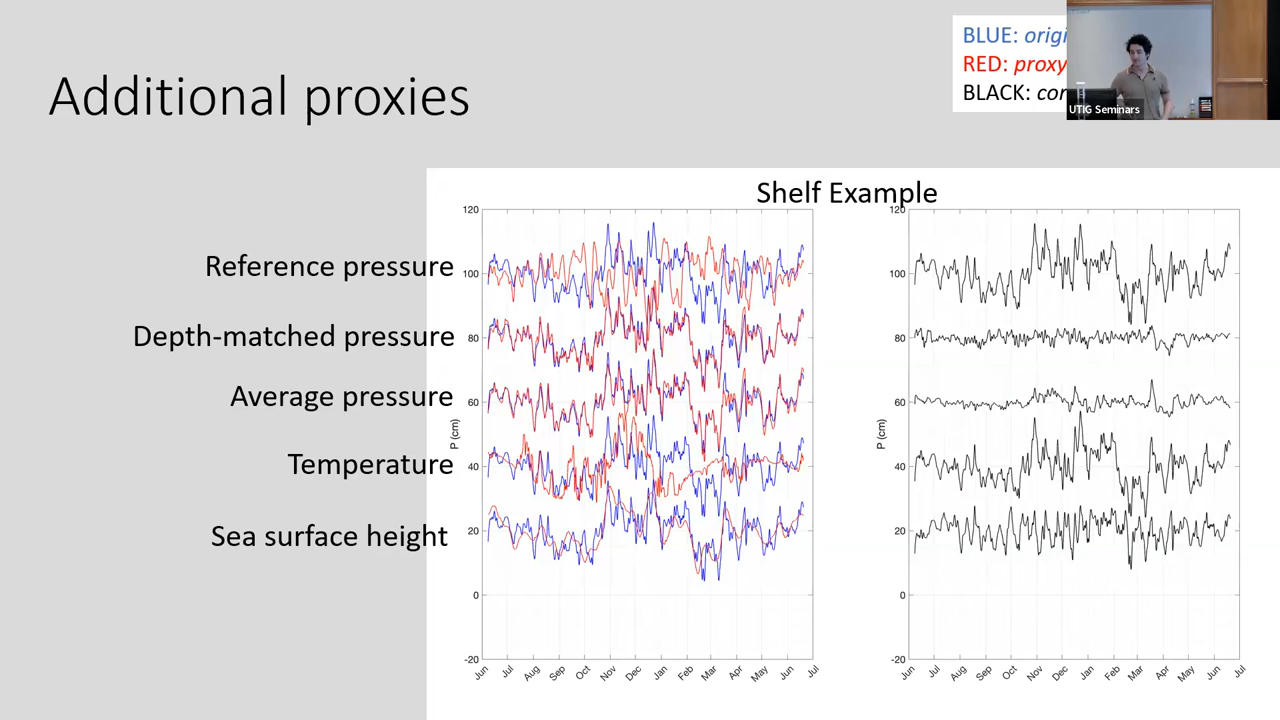 BLUE: 
RED: proxy
BLACK: 
UTIG Seminars
Additional proxies
Shelf Example
Reference pressure
Depth-matched pressure
Average pressure
Temperature
Sea surface height
120
100
80
60
40
20
0
-20
P (cm)
Jun Jul Aug Sep Oct Nov Dec Jan Feb Mar Apr May Jun Jul
120
100
80
60
40
20
0
-20
P (cm)
Jun Jul Aug Sep Oct Nov Dec Jan Feb Mar Apr May Jun Jul